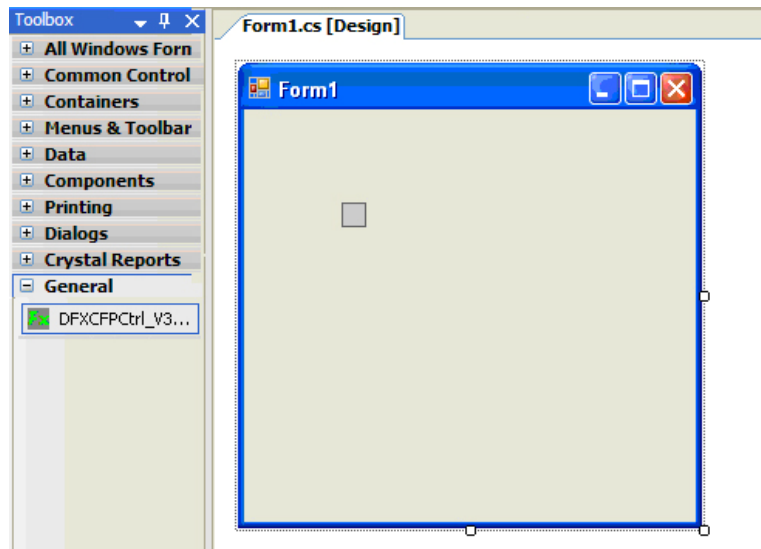 Toolbox
All Windows Forn
Common Control
Containers
Menus & Toolbar
Data
Components
Printing
Dialogs
Crystal Reports
General
DFXCFPCtrl_V3...
Form1.cs [Design]
Form1